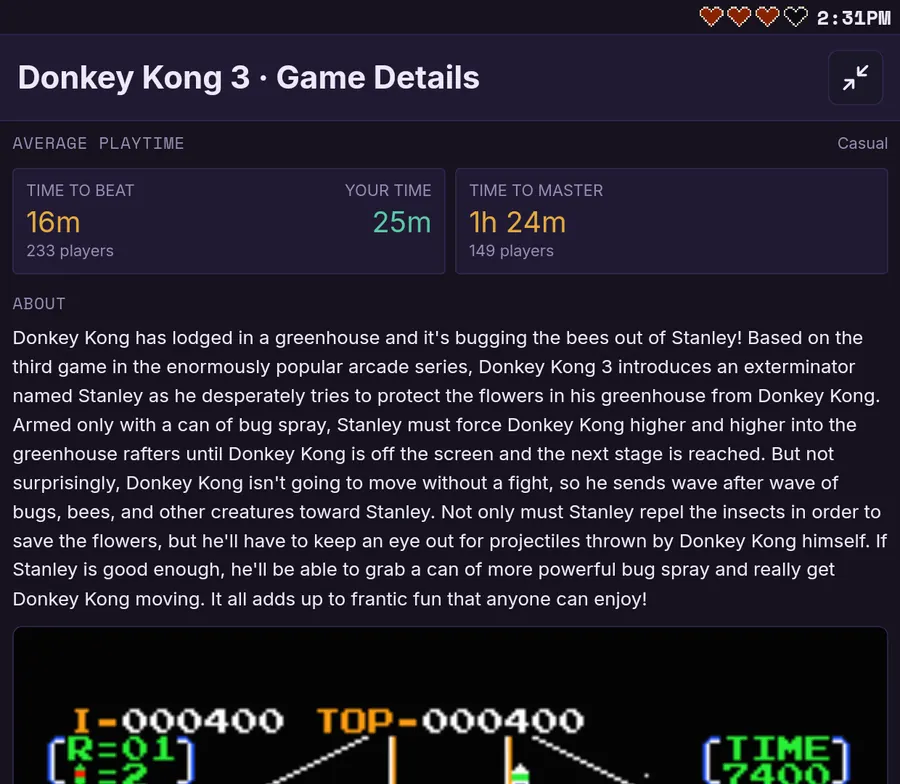 2:31PM
Donkey Kong 3 · Game Details
AVERAGE PLAYTIME Casual
TIME TO BEAT YOUR TIME TIME TO MASTER
16m 25m 1h 24m
233 players 149 players
ABOUT
Donkey Kong has lodged in a greenhouse and it's bugging the bees out of Stanley! Based on the
third game in the enormously popular arcade series, Donkey Kong 3 introduces an exterminator
named Stanley as he desperately tries to protect the flowers in his greenhouse from Donkey Kong.
Armed only with a can of bug spray, Stanley must force Donkey Kong higher and higher into the
greenhouse rafters until Donkey Kong is off the screen and the next stage is reached. But not
surprisingly, Donkey Kong isn't going to move without a fight, so he sends wave after wave of
bugs, bees, and other creatures toward Stanley. Not only must Stanley repel the insects in order to
save the flowers, but he'll have to keep an eye out for projectiles thrown by Donkey Kong himself. If
Stanley is good enough, he'll be able to grab a can of more powerful bug spray and really get
Donkey Kong moving. It all adds up to frantic fun that anyone can enjoy!
I-000400 TOP-000400
R=01 TIME
=2 7400